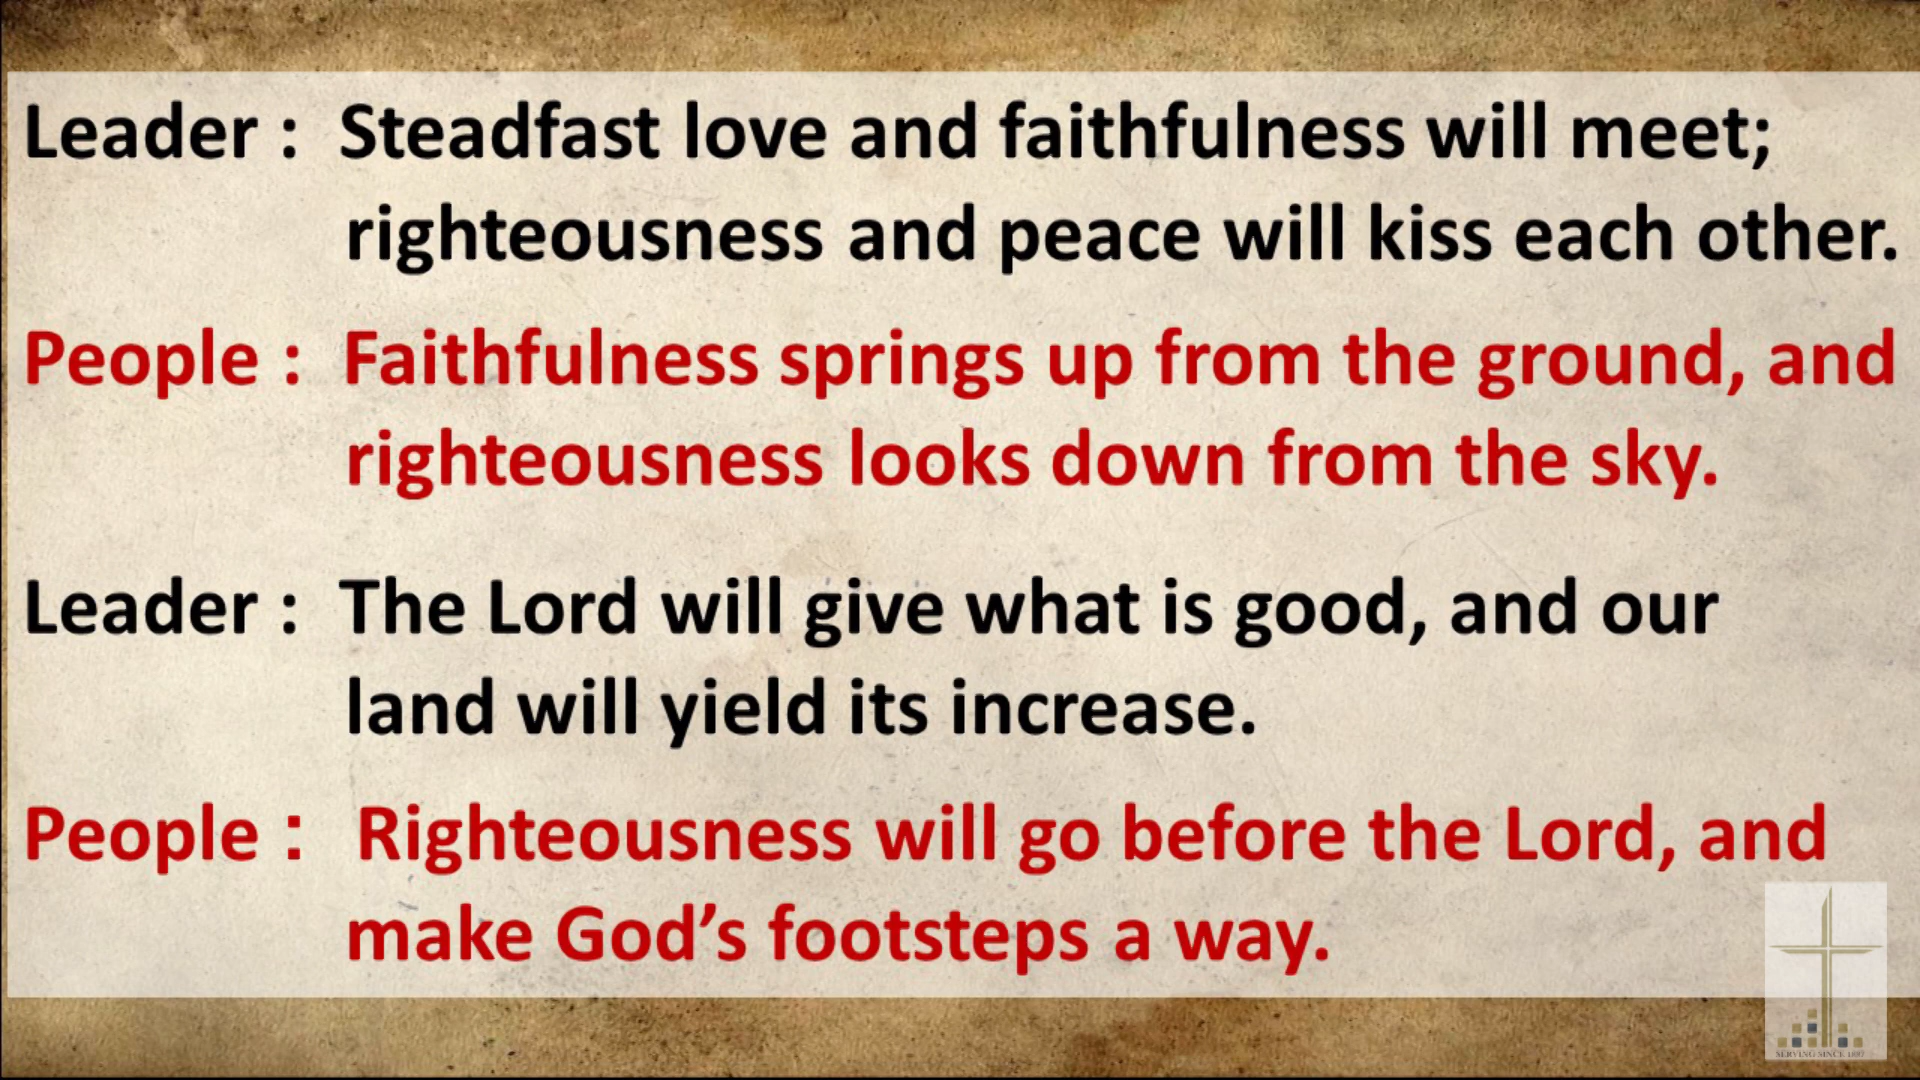 Leader : Steadfast love and faithfulness will meet;
righteousness and peace will kiss each other.
People : Faithfulness springs up from the ground, and
righteousness looks down from the sky.
Leader : The Lord will give what is good, and our
land will yield its increase.
People : Righteousness will go before the Lord, and
make God’s footsteps a way.
SERVING SINCE